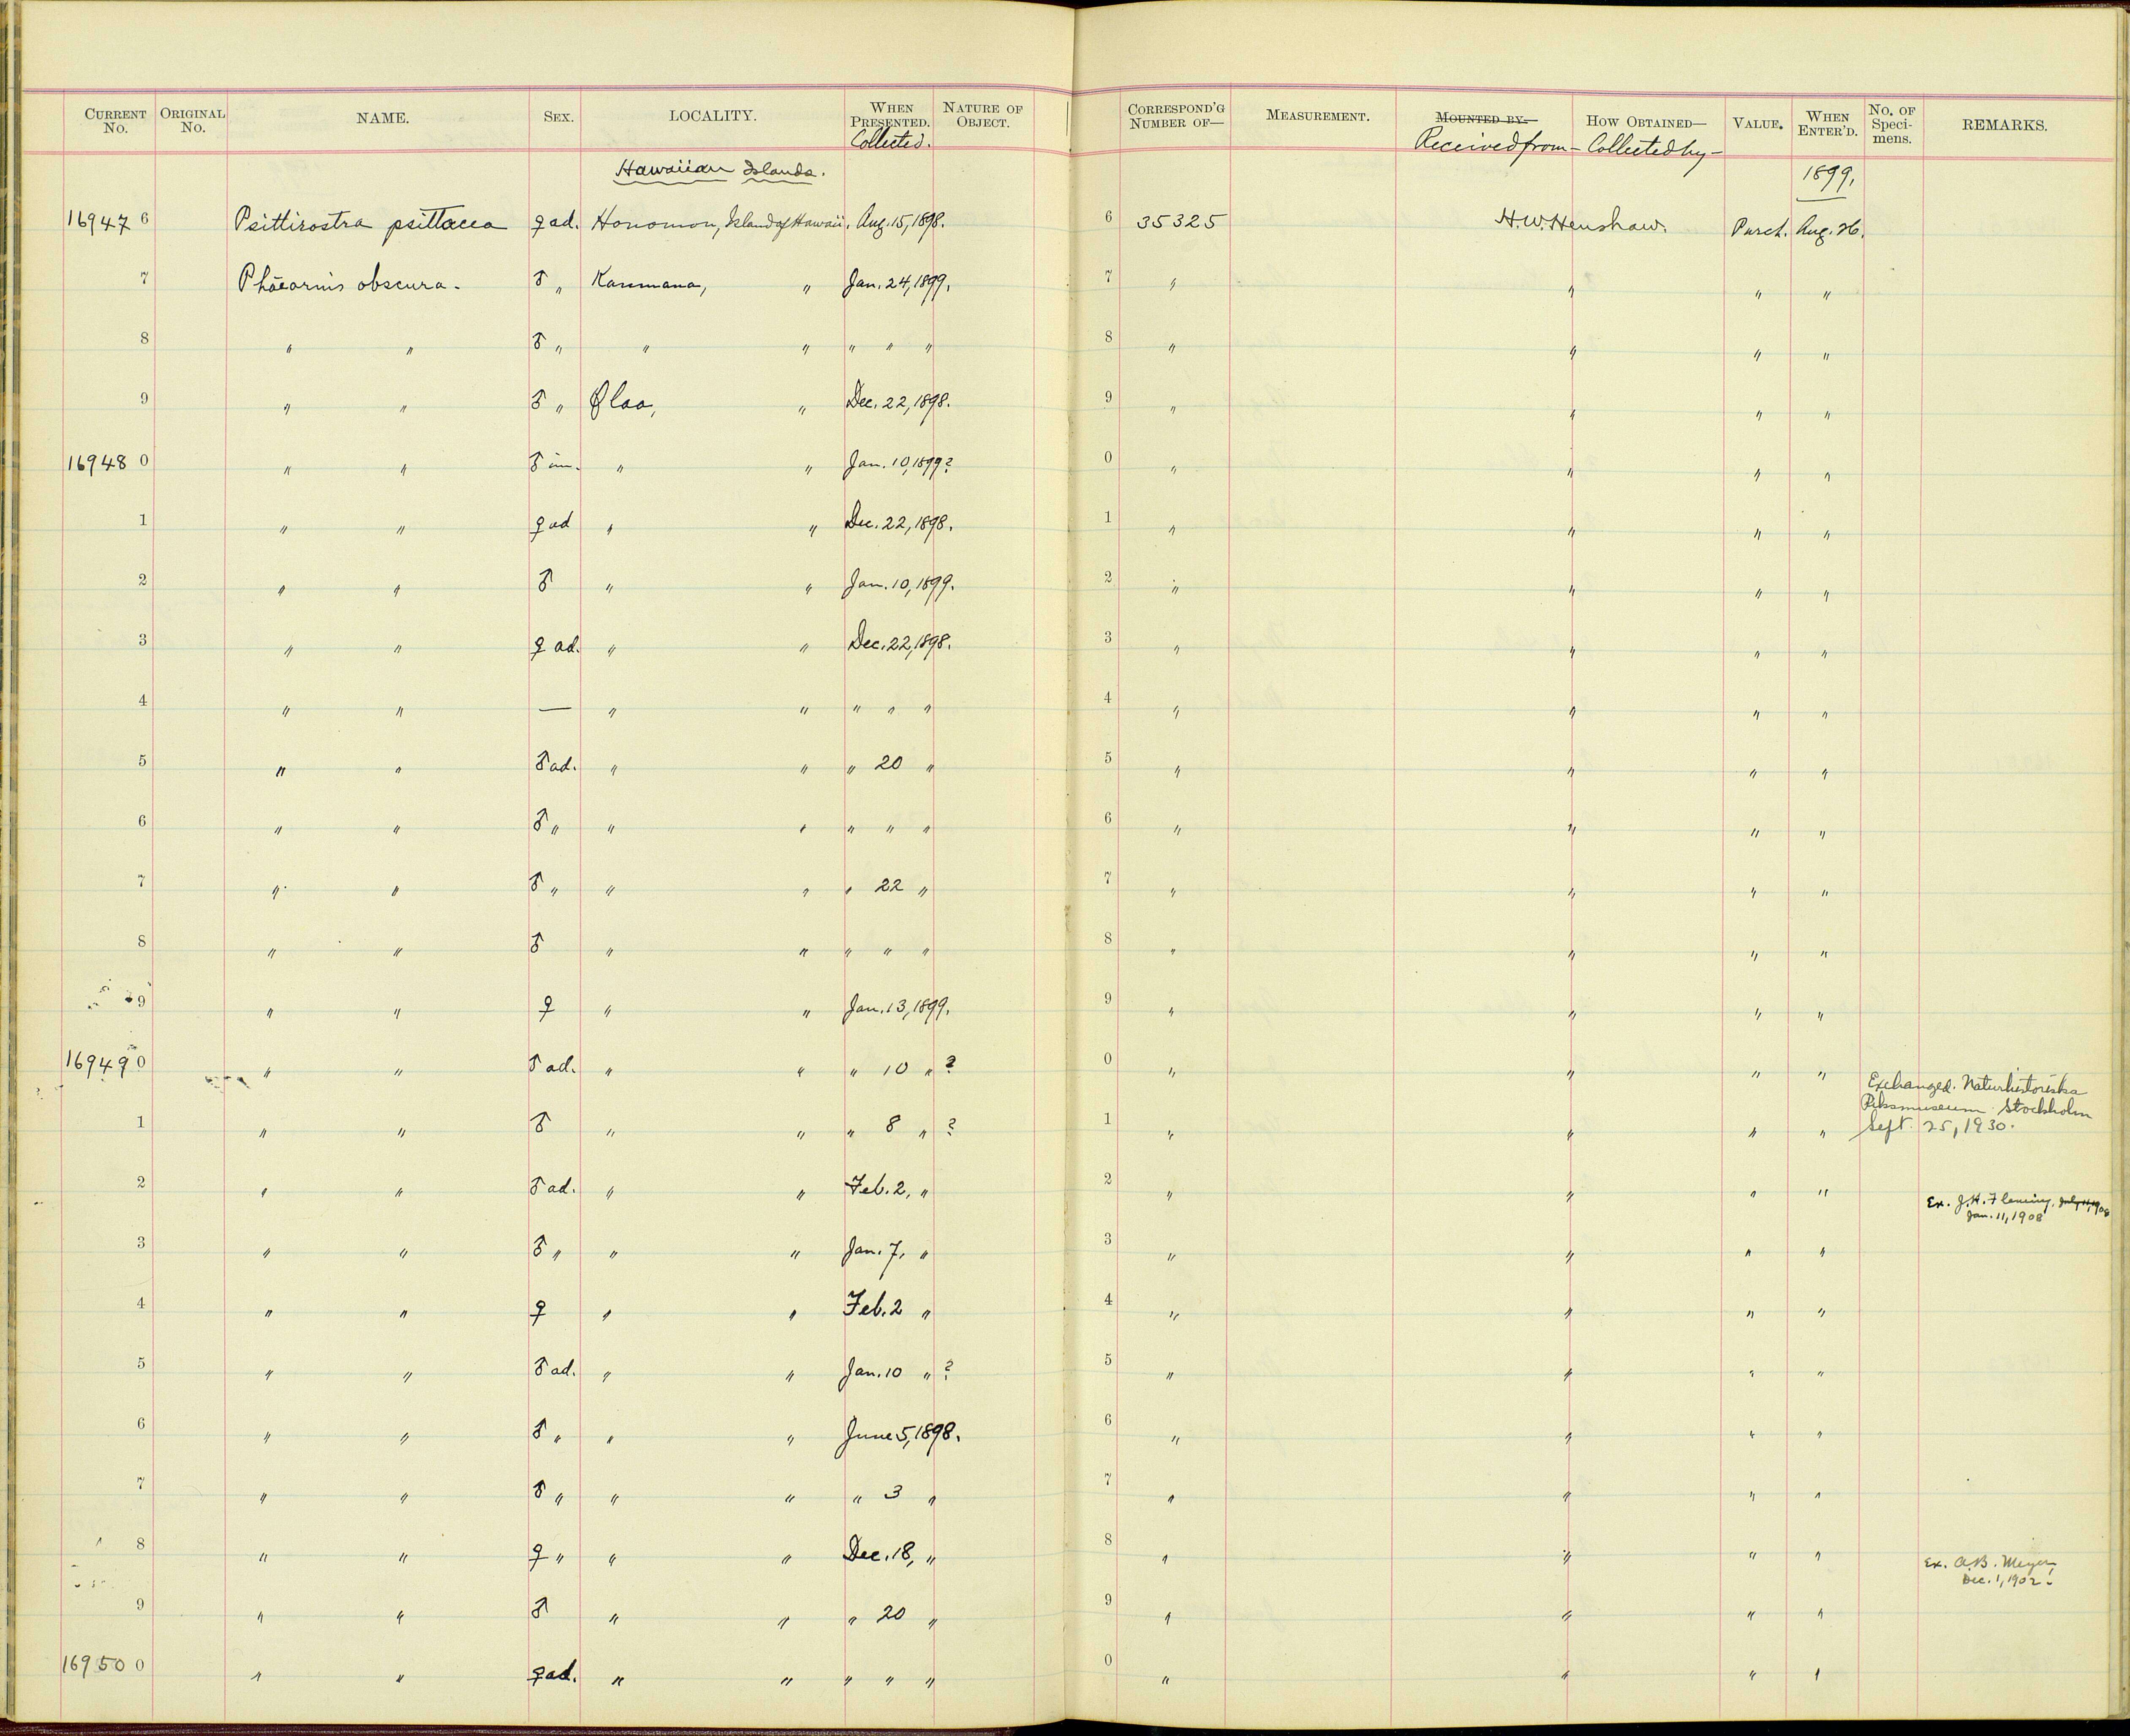 CURRENT No. ORIGINAL No. NAME. SEX. LOCALITY. WHEN PRESENTED. Collected. NATURE OF OBJECT. CORRESPOND'G NUMBER OF— MEASUREMENT. MOUNTED BY— Received from— HOW OBTAINED— Collected by— VALUE. WHEN ENTER'D. No. OF Speci-mens. REMARKS.
Hawaiian Islands. 1899.
16947 6 Psittirostra psittacea ♀ ad. Honomou, Island of Hawaii. Aug. 15, 1898. 6 35325 H.W. Henshaw. Purch. Aug. 26.
7 Phæornis obscura. ♂ " Kaumana, " Jan. 24, 1899. 7 " " " "
8 " " ♂ " " " " " " 8 " " " "
9 " " ♂ " Olaa, " Dec. 22, 1898. 9 " " " "
16948 0 " " ♂ im. " " Jan. 10, 1899? 0 " " " "
1 " " ♀ ad " " Dec. 22, 1898. 1 " " " "
2 " " ♂ " " Jan. 10, 1899. 2 " " " "
3 " " ♀ ad. " " Dec. 22, 1898. 3 " " " "
4 " " — " " " " " 4 " " " "
5 " " ♂ ad. " " " 20 " 5 " " " "
6 " " ♂ " " " " " " 6 " " " "
7 " " ♂ " " " " 22 " 7 " " " "
8 " " ♂ " " " " " 8 " " " "
9 " " ♀ " " Jan. 13, 1899. 9 " " " "
16949 0 " " ♂ ad. " " " 10 " ? 0 " " " "
Exchanged. Naturhistoriska
Riksmuseum Stockholm
1 " " ♂ " " " 8 " ? 1 " " " " Sept. 25, 1930.
2 " " ♂ ad. " " Feb. 2, " 2 " " " " Ex. J.H. Fleming. July 11, 1908
Jan. 11, 1908
3 " " ♂ " " " Jan. 7, " 3 " " " "
4 " " ♀ " " Feb. 2 " 4 " " " "
5 " " ♂ ad. " " Jan. 10 " ? 5 " " " "
6 " " ♂ " " " June 5, 1898. 6 " " " "
7 " " ♂ " " " " 3 " 7 " " " "
8 " " ♀ " " " Dec. 18, " 8 " " " " Ex. A.B. Meyer,
Dec. 1, 1902.
9 " " ♂ " " " 20 " 9 " " " "
16950 0 " " ♀ ad. " " " " " 0 " " " "